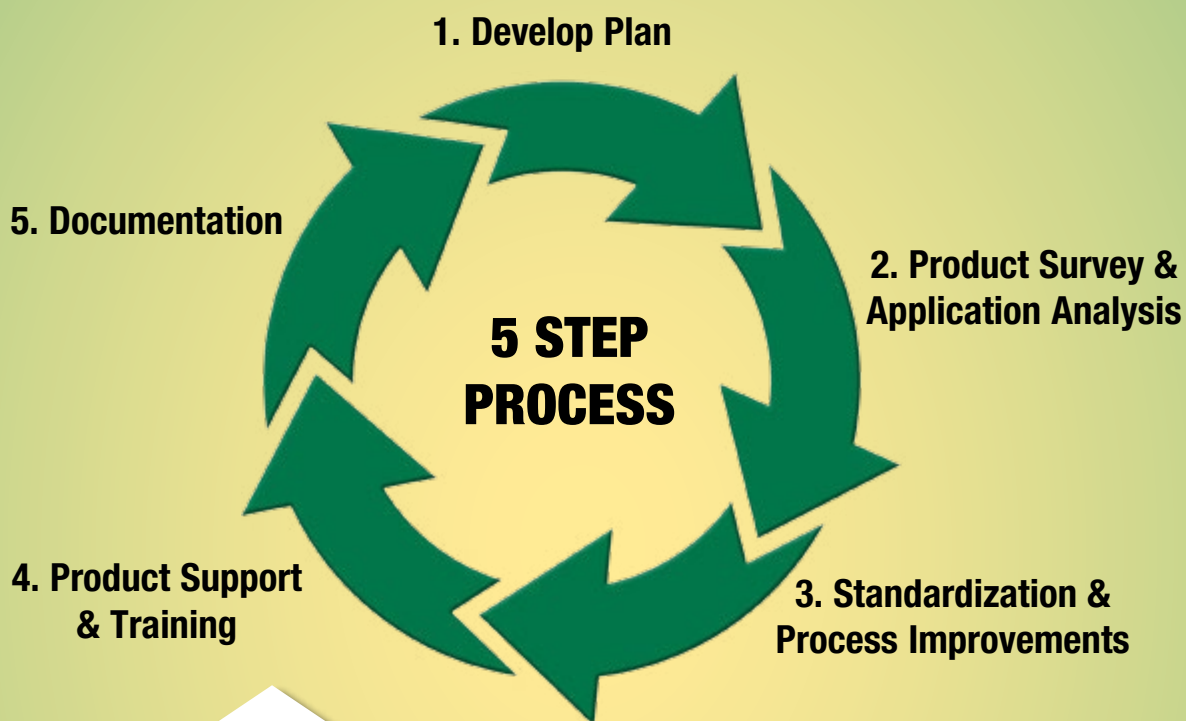 1. Develop Plan
2. Product Survey &
Application Analysis
3. Standardization &
Process Improvements
4. Product Support
& Training
5. Documentation
5 STEP
PROCESS